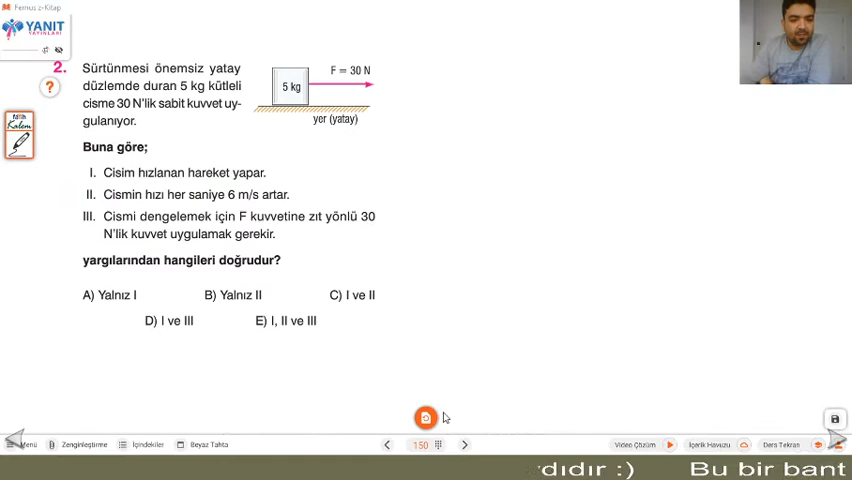 Fernus z-Kitap
YANIT
YAYINLARI
2.
Sürtünmesi önemsiz yatay
düzlemde duran 5 kg kütleli
cisme 30 N'lik sabit kuvvet uy-
gulanıyor.
F = 30 N
5 kg
yer (yatay)
?
Kalem
Buna göre;
I. Cisim hızlanan hareket yapar.
II. Cismin hızı her saniye 6 m/s artar.
III. Cismi dengelemek için F kuvvetine zıt yönlü 30
N'lik kuvvet uygulamak gerekir.
yargılarından hangileri doğrudur?
A) Yalnız I B) Yalnız II C) I ve II
D) I ve III E) I, II ve III
Menü Zenginleştirme İçindekiler Beyaz Tahta 150 Video Çözüm İçerik Havuzu Ders Tekrarı
dıdır :) Bu bir bant